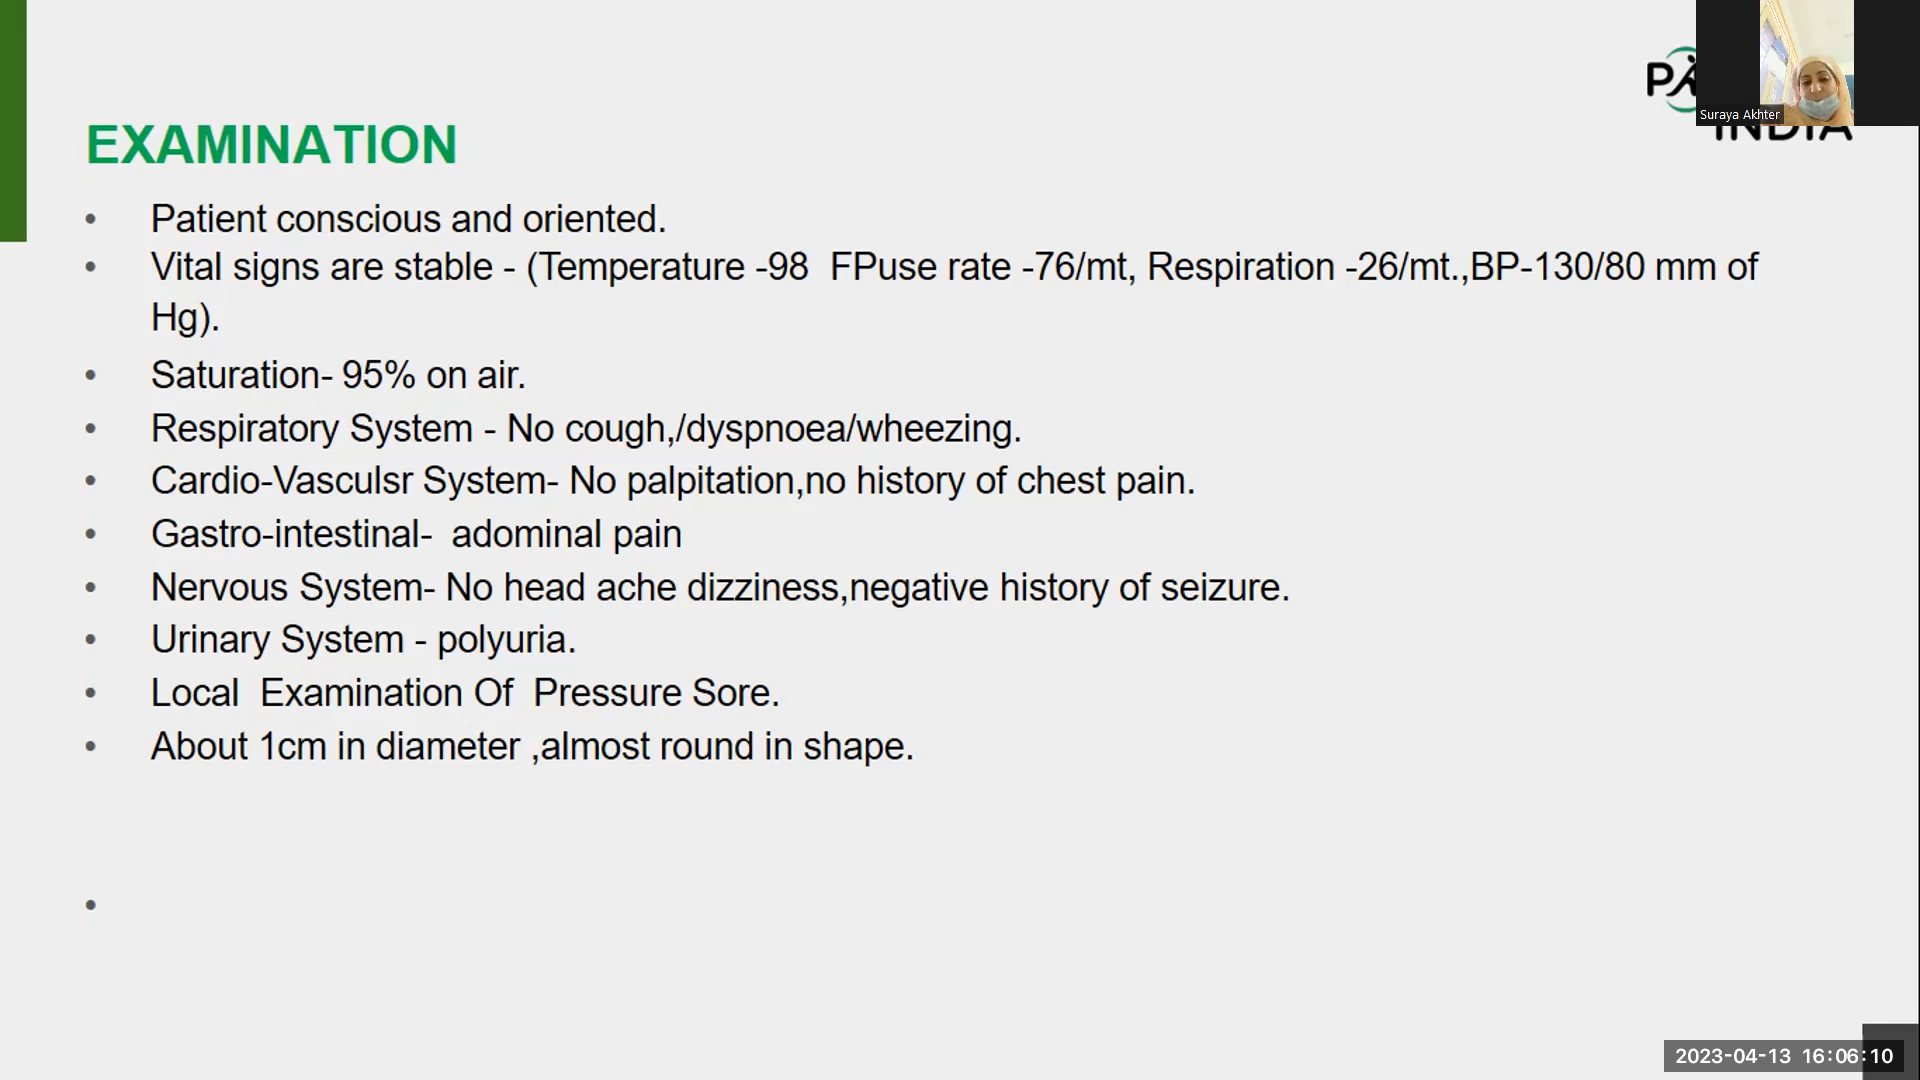 PA
INDIA
Suraya Akhter
EXAMINATION
• Patient conscious and oriented.
• Vital signs are stable - (Temperature -98  FPuse rate -76/mt, Respiration -26/mt.,BP-130/80 mm of
Hg).
• Saturation- 95% on air.
• Respiratory System - No cough,/dyspnoea/wheezing.
• Cardio-Vasculsr System- No palpitation,no history of chest pain.
• Gastro-intestinal-  adominal pain
• Nervous System- No head ache dizziness,negative history of seizure.
• Urinary System - polyuria.
• Local  Examination Of  Pressure Sore.
• About 1cm in diameter ,almost round in shape.
•
2023-04-13 16:06:10